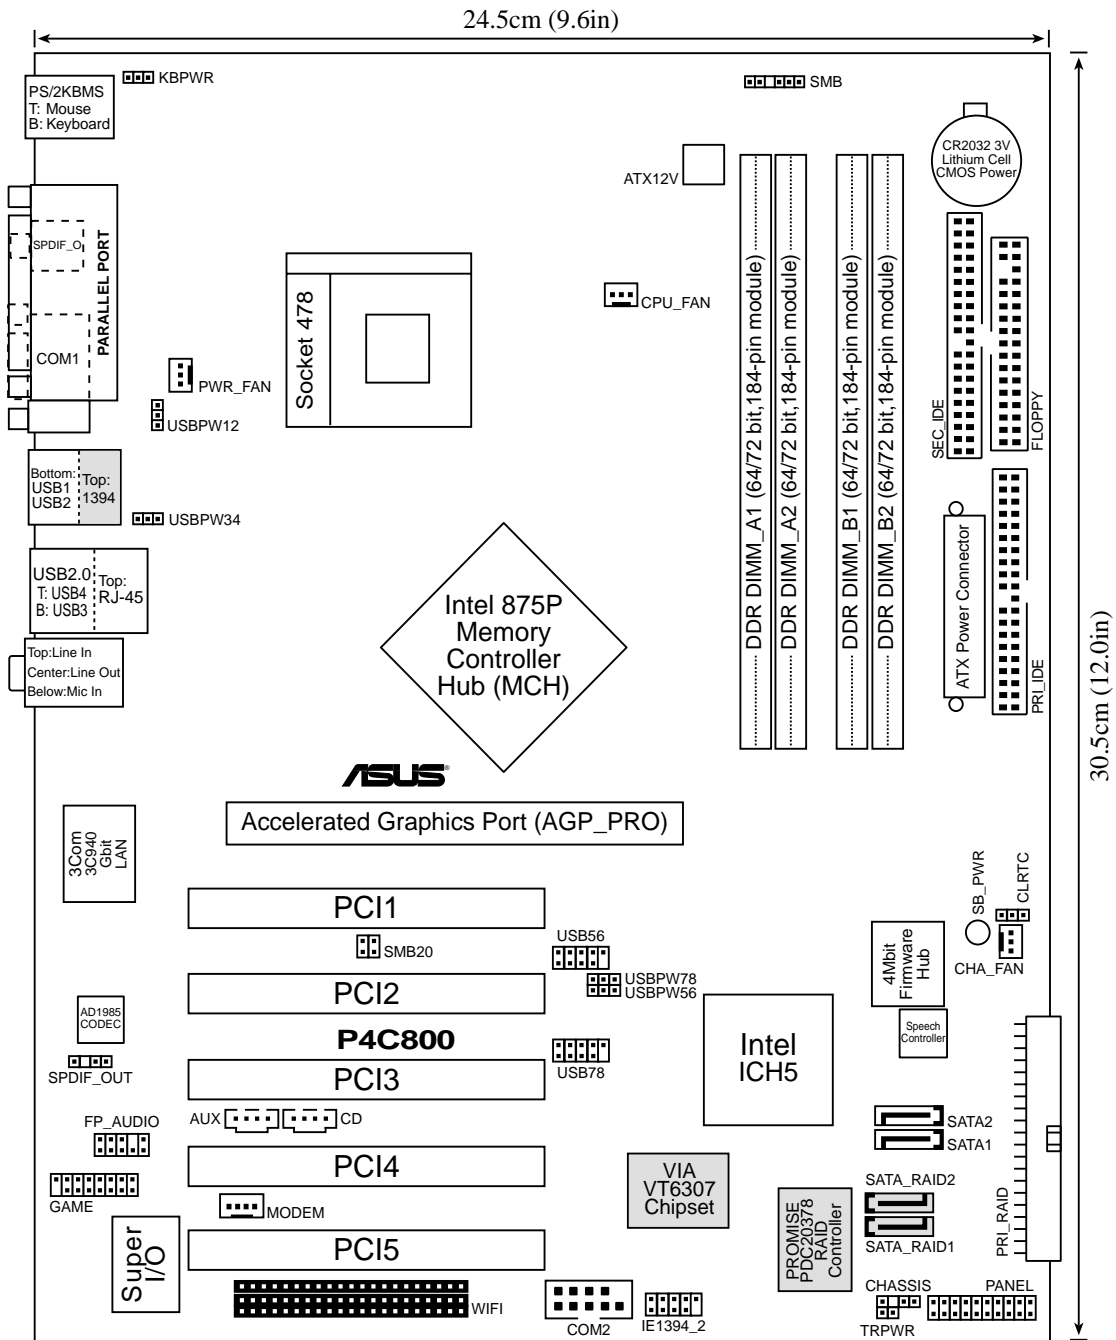 24.5cm (9.6in)
KBPWR
SMB
PS/2KBMS
T: Mouse
B: Keyboard
CR2032 3V
Lithium Cell
CMOS Power
ATX12V
SPDIF_O
PARALLEL PORT
COM1
Socket 478
CPU_FAN
PWR_FAN
USBPW12
DDR DIMM_A1 (64/72 bit,184-pin module)
DDR DIMM_A2 (64/72 bit,184-pin module)
DDR DIMM_B1 (64/72 bit,184-pin module)
DDR DIMM_B2 (64/72 bit,184-pin module)
SEC_IDE
FLOPPY
Bottom:
USB1
USB2
Top:
1394
USBPW34
USB2.0
T: USB4
B: USB3
Top:
RJ-45
Top:Line In
Center:Line Out
Below:Mic In
Intel 875P
Memory
Controller
Hub (MCH)
ATX Power Connector
PRI_IDE
30.5cm (12.0in)
ASUS®
Accelerated Graphics Port (AGP_PRO)
3Com
3C940
Gbit
LAN
PCI1
SMB20
USB56
USBPW78
USBPW56
SB_PWR
CLRTC
CHA_FAN
4Mbit
Firmware
Hub
PCI2
AD1985
CODEC
P4C800
Intel
ICH5
Speech
Controller
SPDIF_OUT
PCI3
USB78
AUX
CD
FP_AUDIO
SATA2
SATA1
PCI4
VIA
VT6307
Chipset
GAME
MODEM
SATA_RAID2
SATA_RAID1
PRI_RAID
PROMISE
PDC20378
RAID
Controller
Super
I/O
PCI5
WIFI
COM2
IE1394_2
CHASSIS
PANEL
TRPWR